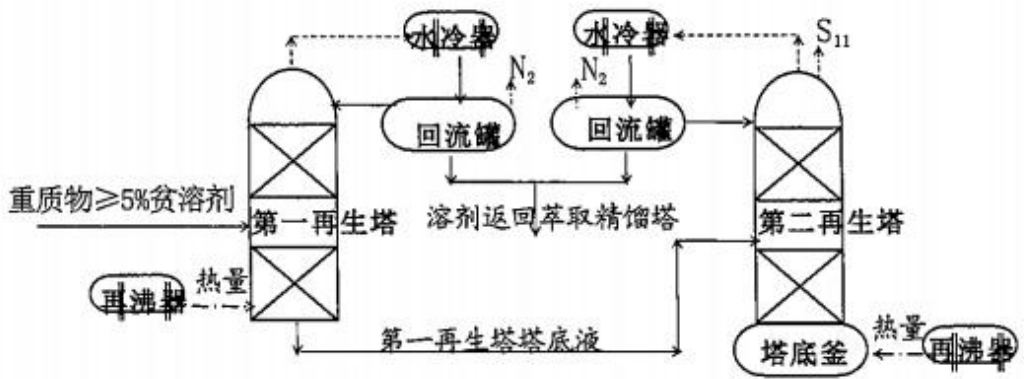 水冷器
水冷器
S₁₁
N₂
N₂
回流罐
回流罐
重质物≥5%贫溶剂
第一再生塔
溶剂返回萃取精馏塔
第二再生塔
再沸器
热量
第一再生塔塔底液
塔底釜
热量
再沸器